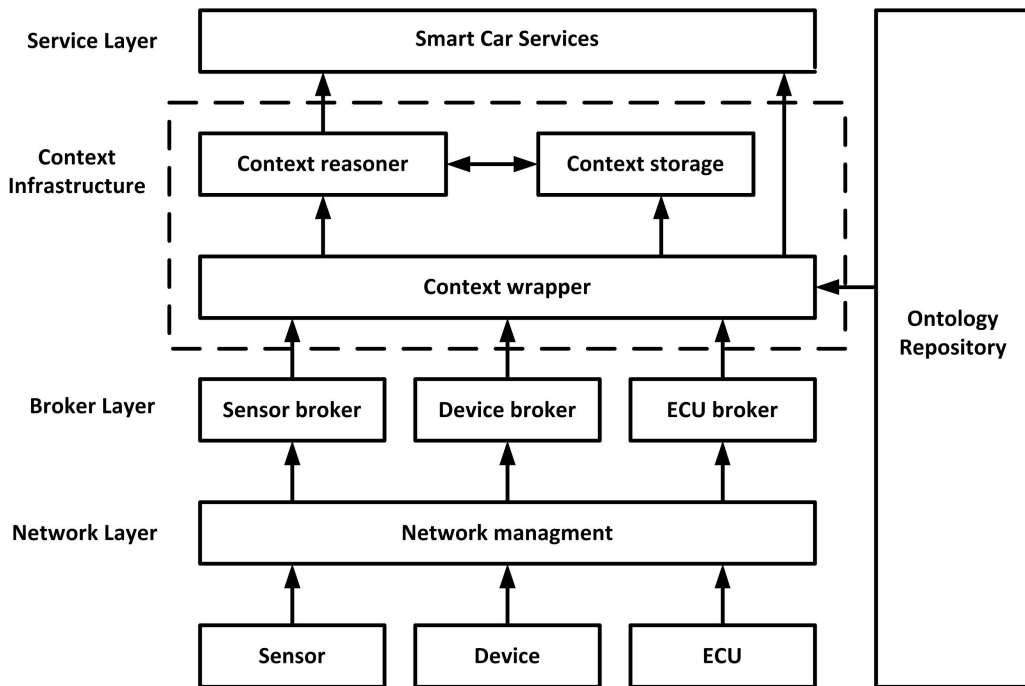 Service Layer
Smart Car Services
Context
Infrastructure
Context reasoner
Context storage
Context wrapper
Ontology
Repository
Broker Layer
Sensor broker
Device broker
ECU broker
Network Layer
Network managment
Sensor
Device
ECU